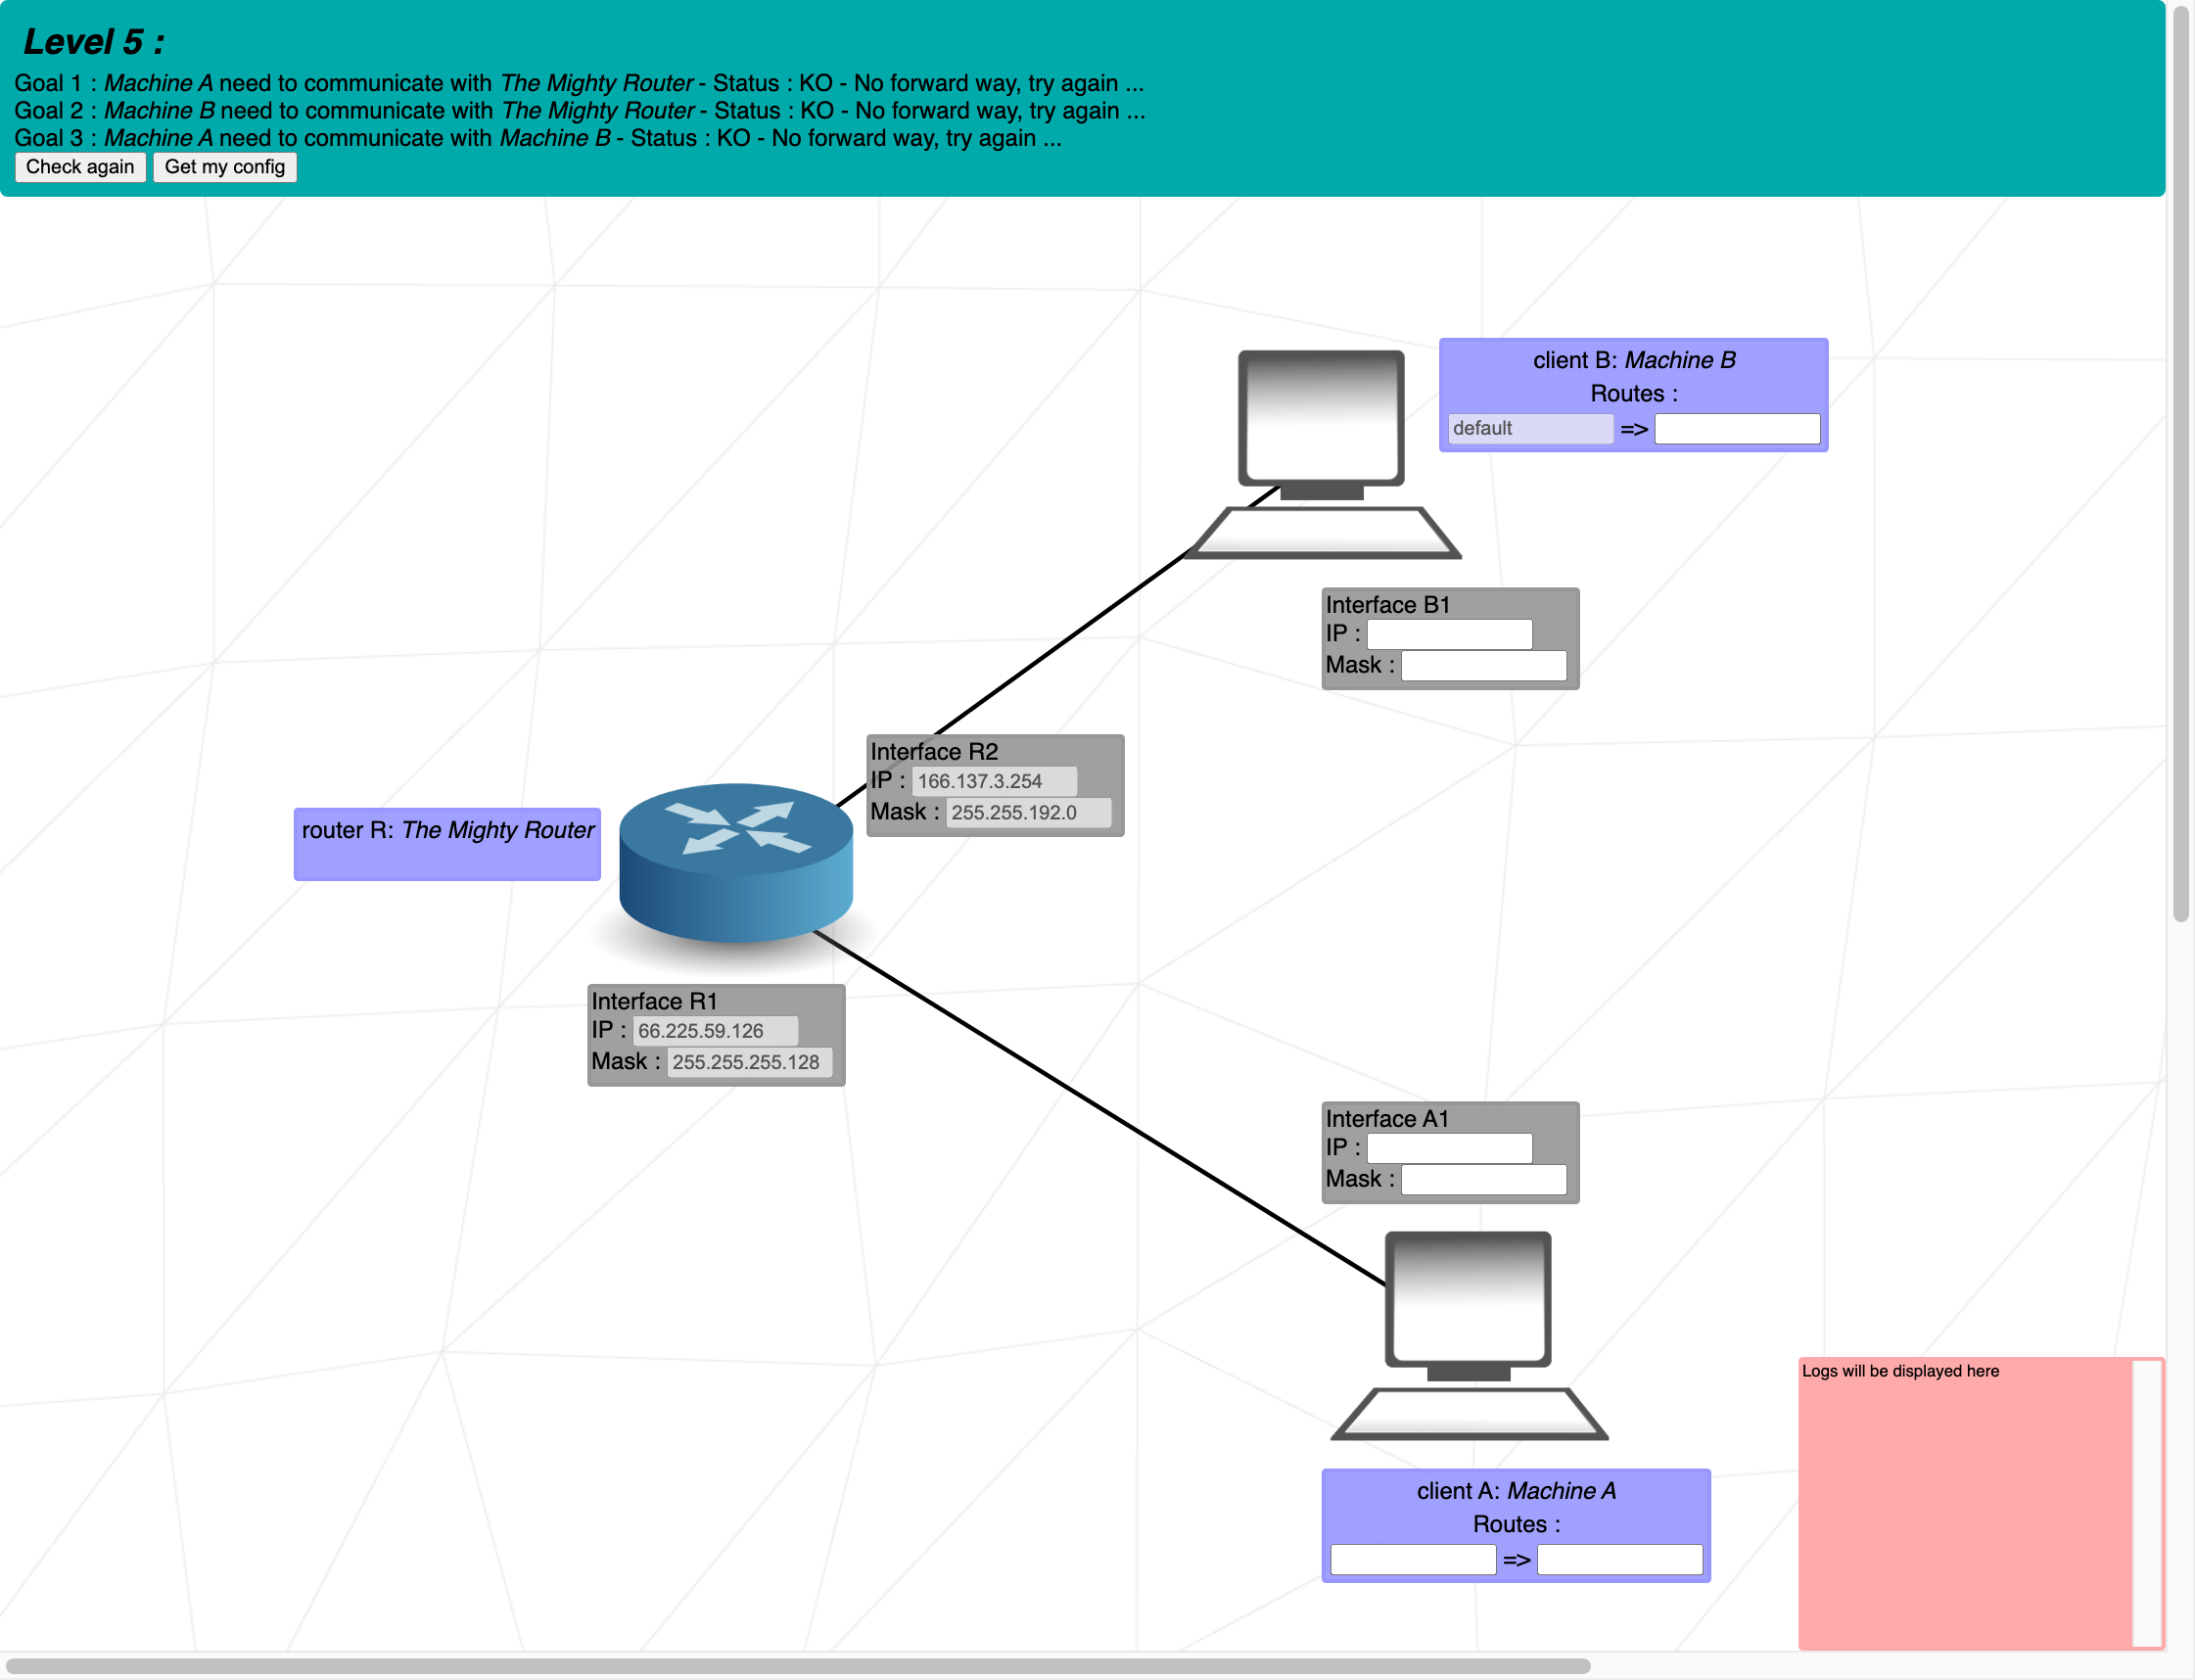 Level 5 :
Goal 1 : Machine A need to communicate with The Mighty Router - Status : KO - No forward way, try again ...
Goal 2 : Machine B need to communicate with The Mighty Router - Status : KO - No forward way, try again ...
Goal 3 : Machine A need to communicate with Machine B - Status : KO - No forward way, try again ...
Check again Get my config
client B: Machine B
Routes :
default =>
Interface B1
IP :
Mask :
Interface R2
IP : 166.137.3.254
Mask : 255.255.192.0
router R: The Mighty Router
Interface R1
IP : 66.225.59.126
Mask : 255.255.255.128
Interface A1
IP :
Mask :
Logs will be displayed here
client A: Machine A
Routes :
=>